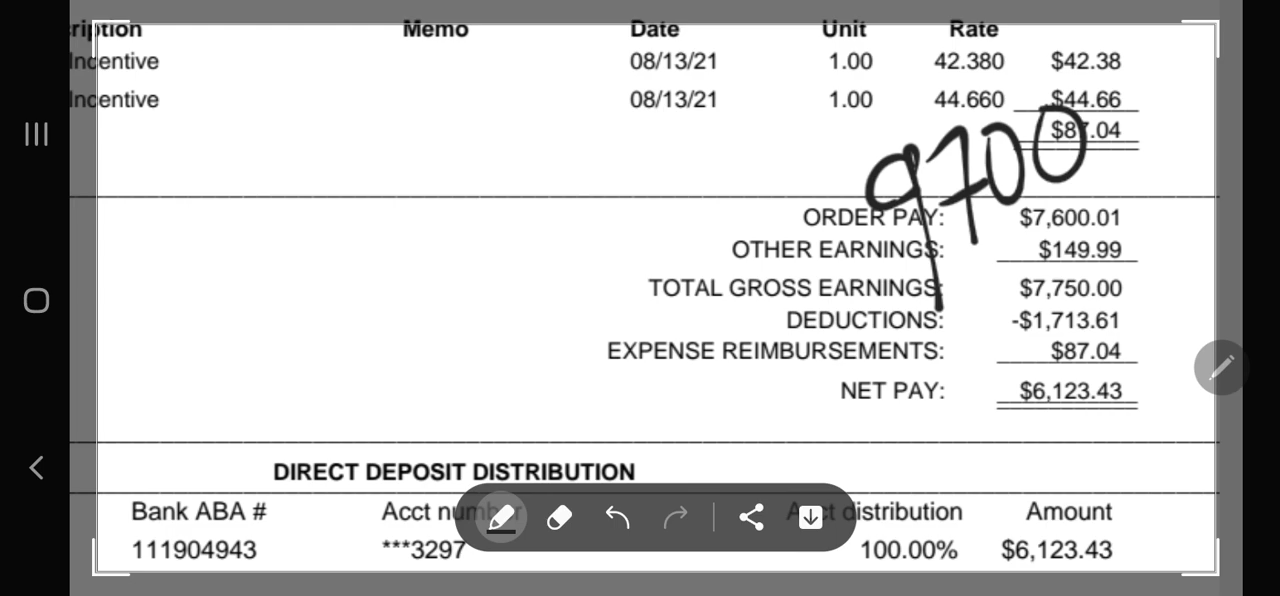 ription Memo Date Unit Rate
Incentive 08/13/21 1.00 42.380 $42.38
Incentive 08/13/21 1.00 44.660 $44.66
$87.04
9700
ORDER PAY: $7,600.01
OTHER EARNINGS: $149.99
TOTAL GROSS EARNINGS: $7,750.00
DEDUCTIONS: -$1,713.61
EXPENSE REIMBURSEMENTS: $87.04
NET PAY: $6,123.43
DIRECT DEPOSIT DISTRIBUTION
Bank ABA # Acct number Acct distribution Amount
111904943 ***3297 100.00% $6,123.43